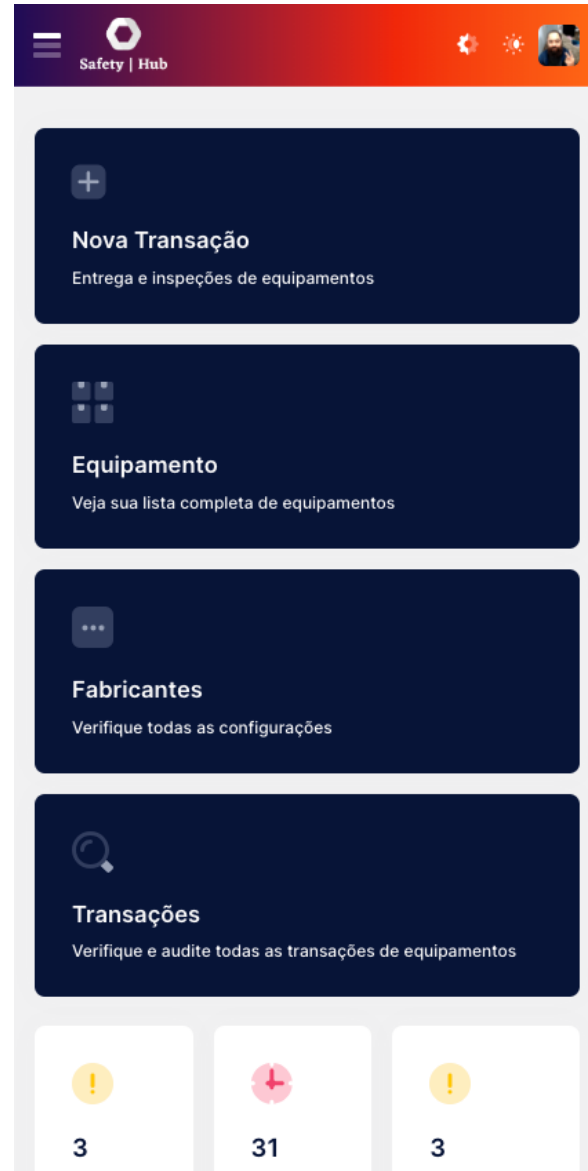 Safety | Hub
Nova Transação
Entrega e inspeções de equipamentos
Equipamento
Veja sua lista completa de equipamentos
Fabricantes
Verifique todas as configurações
Transações
Verifique e audite todas as transações de equipamentos
3 31 3